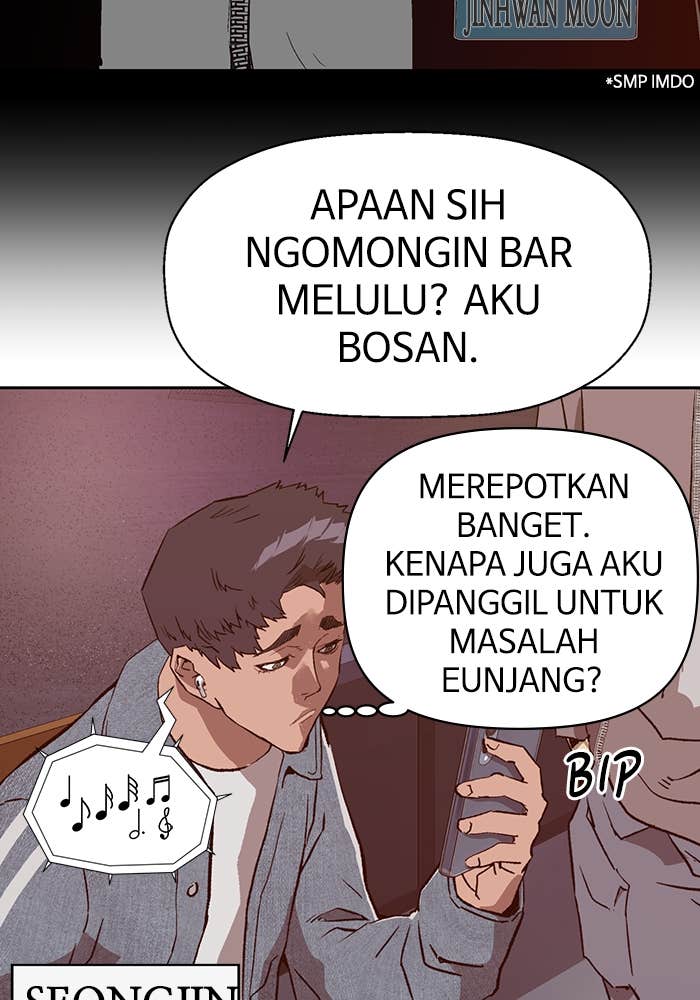 JINHWAN MOON
*SMP IMDO
APAAN SIH
NGOMONGIN BAR
MELULU? AKU
BOSAN.
MEREPOTKAN
BANGET.
KENAPA JUGA AKU
DIPANGGIL UNTUK
MASALAH
EUNJANG?
BIP
SEONGJIN